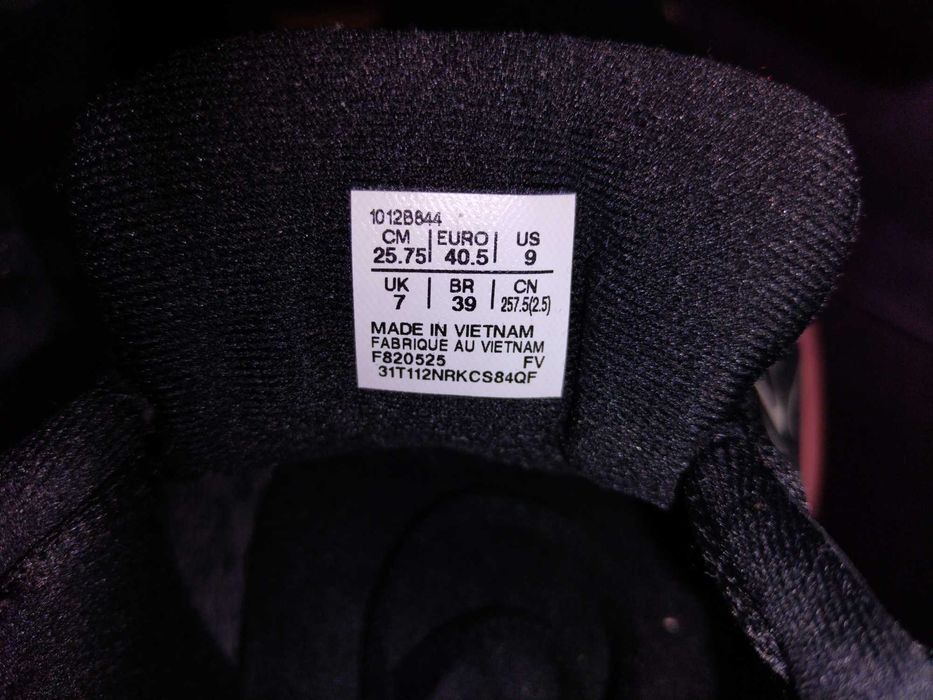 1012B844
CM | EURO | US
25.75 | 40.5 | 9
UK | BR | CN
7 | 39 | 257.5(2.5)
MADE IN VIETNAM
FABRIQUE AU VIETNAM
F820525 FV
31T112NRKCS84QF